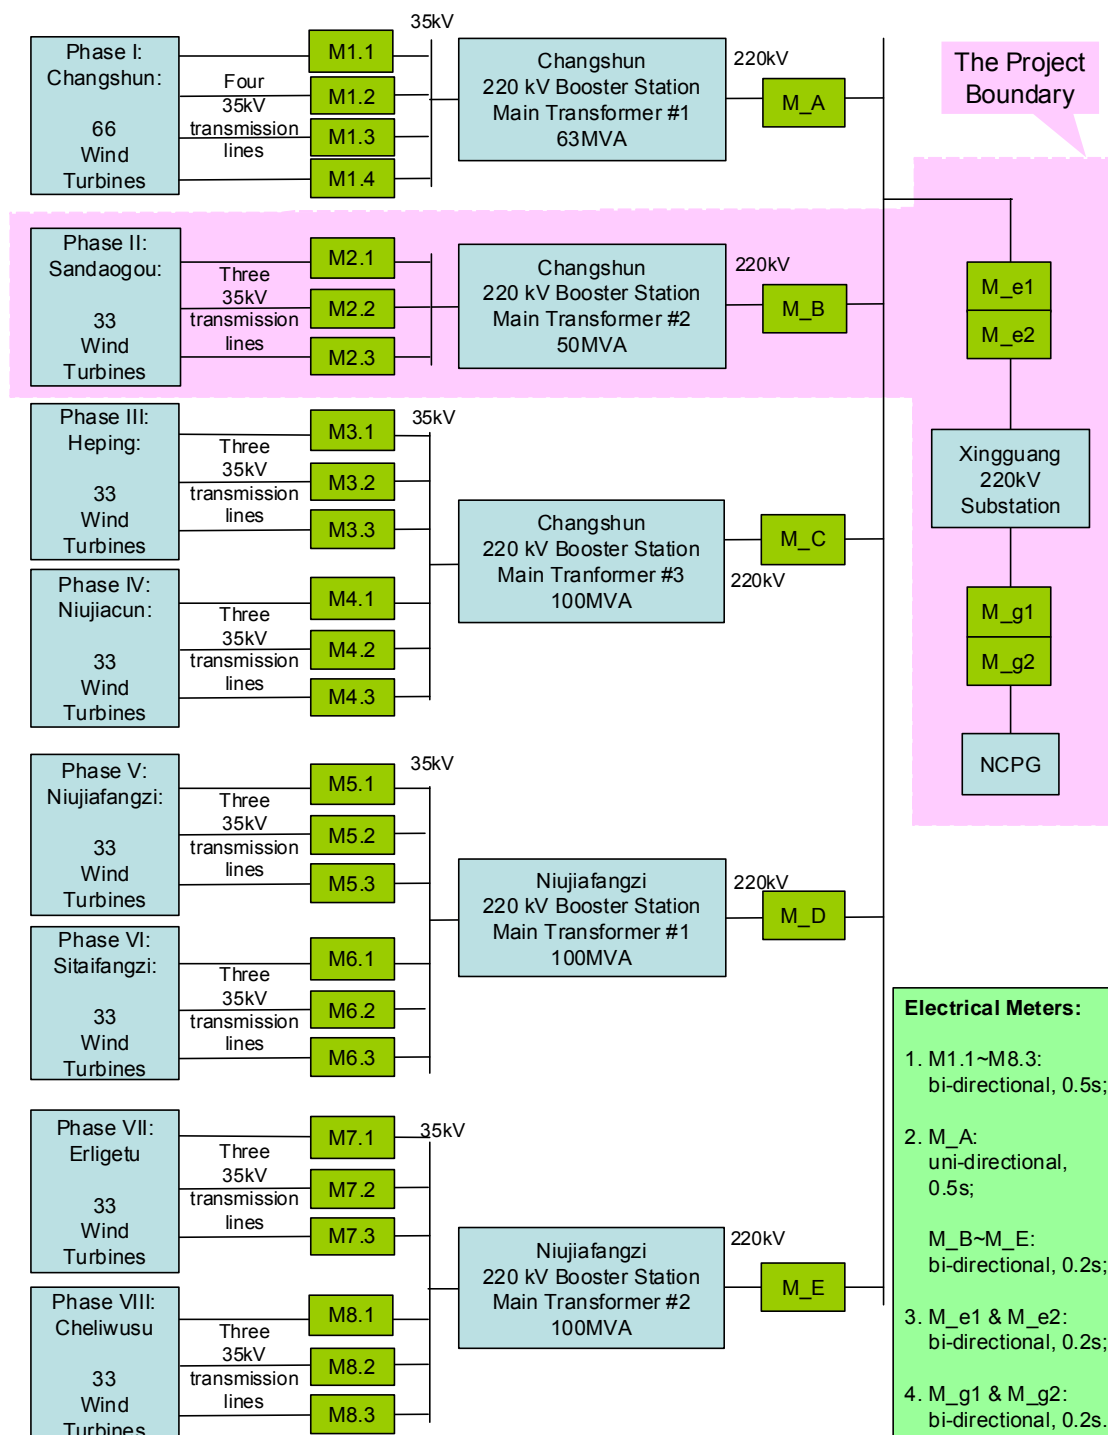 35kV
Phase I:
Changshun:
66
Wind
Turbines
Four
35kV
transmission
lines
M1.1
M1.2
M1.3
M1.4
Changshun
220 kV Booster Station
Main Transformer #1
63MVA
220kV
M_A
The Project
Boundary
Phase II:
Sandaogou:
33
Wind
Turbines
Three
35kV
transmission
lines
M2.1
M2.2
M2.3
Changshun
220 kV Booster Station
Main Transformer #2
50MVA
220kV
M_B
M_e1
M_e2
Xingguang
220kV
Substation
M_g1
M_g2
NCPG
Phase III:
Heping:
33
Wind
Turbines
Three
35kV
transmission
lines
M3.1
M3.2
M3.3
35kV
Phase IV:
Niujiacun:
33
Wind
Turbines
Three
35kV
transmission
lines
M4.1
M4.2
M4.3
Changshun
220 kV Booster Station
Main Tranformer #3
100MVA
M_C
220kV
Phase V:
Niujiafangzi:
33
Wind
Turbines
Three
35kV
transmission
lines
M5.1
M5.2
M5.3
35kV
Phase VI:
Sitaifangzi:
33
Wind
Turbines
Three
35kV
transmission
lines
M6.1
M6.2
M6.3
Niujiafangzi
220 kV Booster Station
Main Transformer #1
100MVA
220kV
M_D
Phase VII:
Erligetu
33
Wind
Turbines
Three
35kV
transmission
lines
M7.1
M7.2
M7.3
35kV
Phase VIII:
Cheliwusu
33
Wind
Turbines
Three
35kV
transmission
lines
M8.1
M8.2
M8.3
Niujiafangzi
220 kV Booster Station
Main Transformer #2
100MVA
220kV
M_E
Electrical Meters:
1. M1.1~M8.3:
bi-directional, 0.5s;
2. M_A:
uni-directional,
0.5s;
M_B~M_E:
bi-directional, 0.2s;
3. M_e1 & M_e2:
bi-directional, 0.2s;
4. M_g1 & M_g2:
bi-directional, 0.2s.